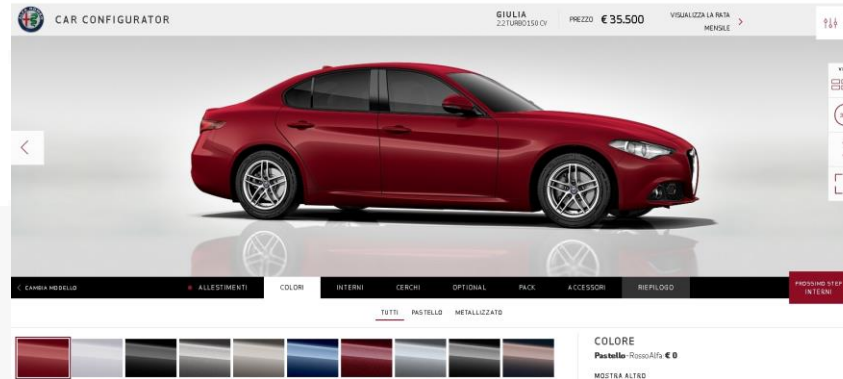 CAR CONFIGURATOR
GIULIA
2.2 TURBO 150 CV
PREZZO € 35.500
VISUALIZZA LA RATA
MENSILE
CAMBIA MODELLO
ALLESTIMENTI
COLORI
INTERNI
CERCHI
OPTIONAL
PACK
ACCESSORI
RIEPILOGO
PROSSIMO STEP
INTERNI
TUTTI
PASTELLO
METALLIZZATO
COLORE
Pastello-Rosso Alfa € 0
MOSTRA ALTRO